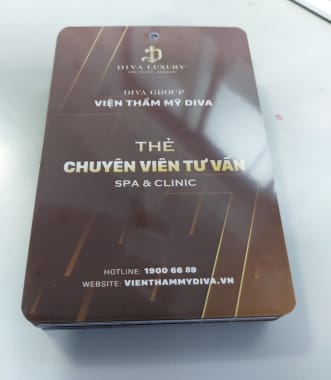 DIVA LUXURY
DIVA GROUP
VIỆN THẨM MỸ DIVA
THẺ
CHUYÊN VIÊN TƯ VẤN
SPA & CLINIC
HOTLINE: 1900 66 89
WEBSITE: VIENTHAMMYDIVA.VN